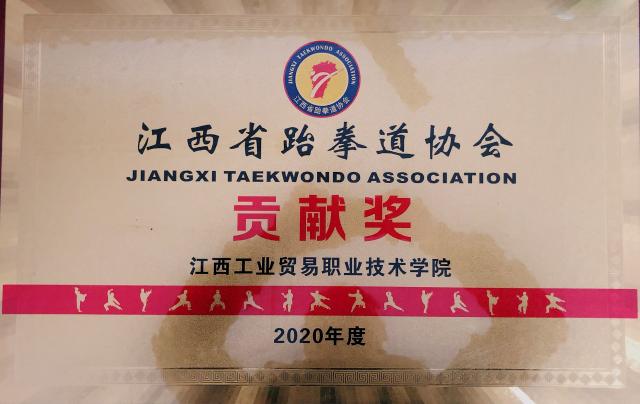 JIANGXI TAEKWONDO ASSOCIATION
江西省跆拳道协会
江西省跆拳道协会
JIANGXI TAEKWONDO ASSOCIATION
贡献奖
江西工业贸易职业技术学院
2020年度